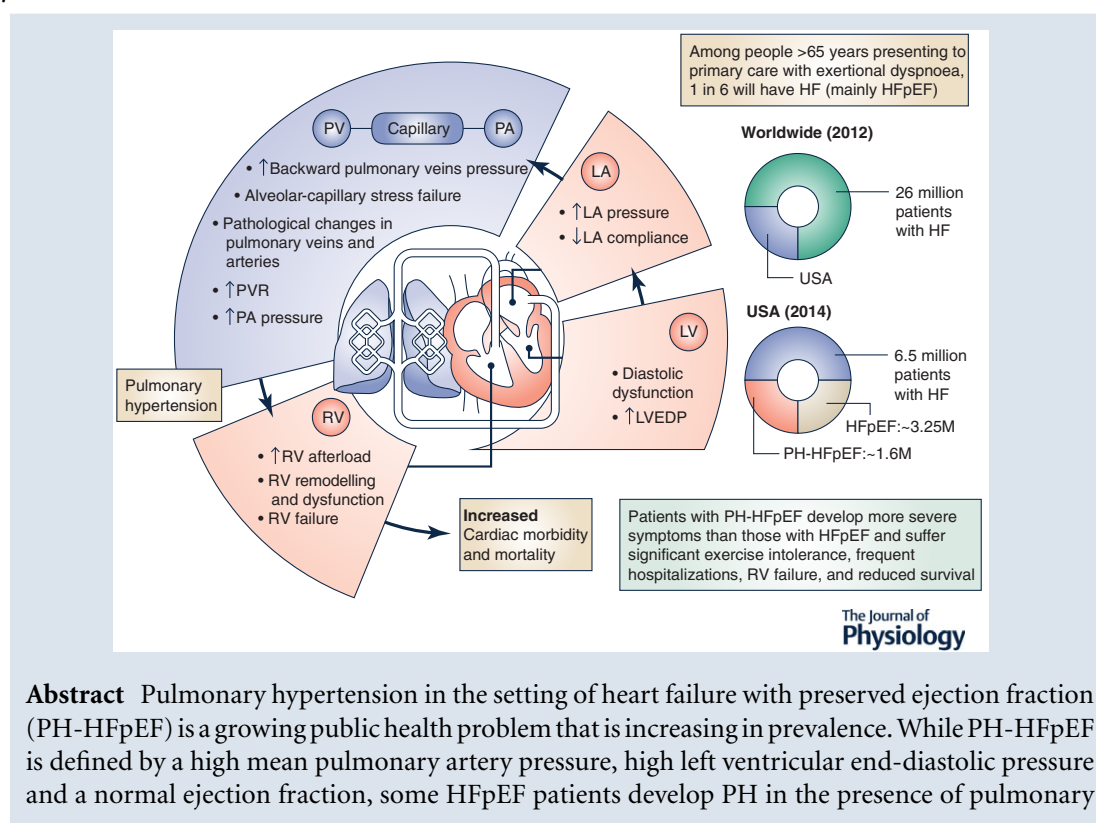 Among people >65 years presenting to
primary care with exertional dyspnoea,
1 in 6 will have HF (mainly HFpEF)
PV
Capillary
PA
• ↑Backward pulmonary veins pressure
• Alveolar-capillary stress failure
• Pathological changes in
pulmonary veins and
arteries
• ↑PVR
• ↑PA pressure
LA
• ↑LA pressure
• ↓LA compliance
Worldwide (2012)
26 million
patients
with HF
USA
LV
• Diastolic
dysfunction
• ↑LVEDP
USA (2014)
6.5 million
patients
with HF
HFpEF:~3.25M
PH-HFpEF:~1.6M
Pulmonary
hypertension
RV
• ↑RV afterload
• RV remodelling
and dysfunction
• RV failure
Increased
Cardiac morbidity
and mortality
Patients with PH-HFpEF develop more severe
symptoms than those with HFpEF and suffer
significant exercise intolerance, frequent
hospitalizations, RV failure, and reduced survival
The Journal of
Physiology
Abstract Pulmonary hypertension in the setting of heart failure with preserved ejection fraction
(PH-HFpEF) is a growing public health problem that is increasing in prevalence. While PH-HFpEF
is defined by a high mean pulmonary artery pressure, high left ventricular end-diastolic pressure
and a normal ejection fraction, some HFpEF patients develop PH in the presence of pulmonary